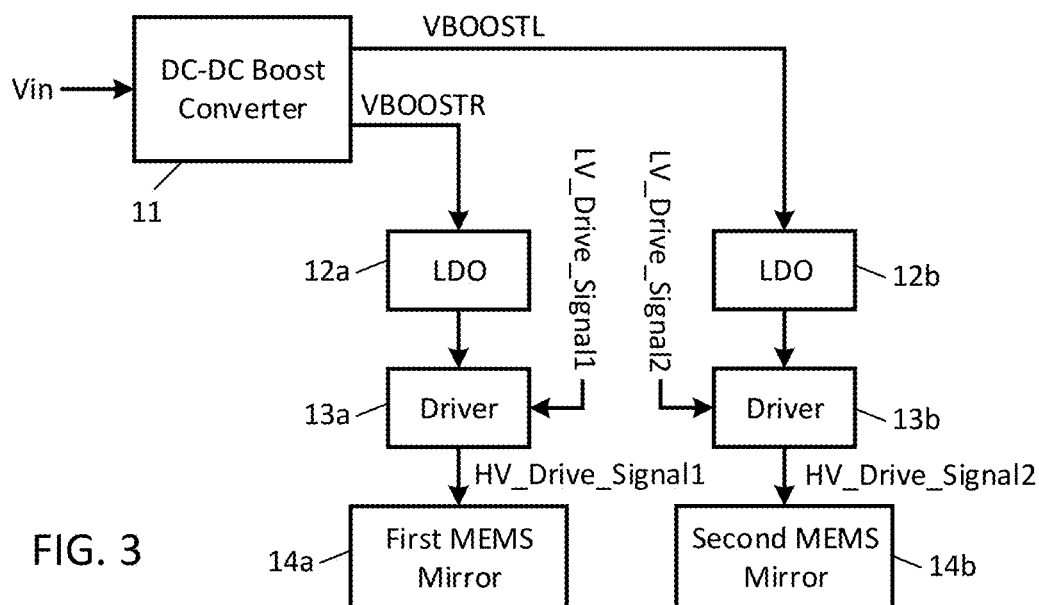 VBOOSTL
DC-DC Boost
Converter
Vin
VBOOSTR
11
LV_Drive_Signal1
LV_Drive_Signal2
12a
LDO
LDO
12b
13a
Driver
Driver
13b
HV_Drive_Signal1
HV_Drive_Signal2
FIG. 3
14a
First MEMS
Mirror
Second MEMS
Mirror
14b